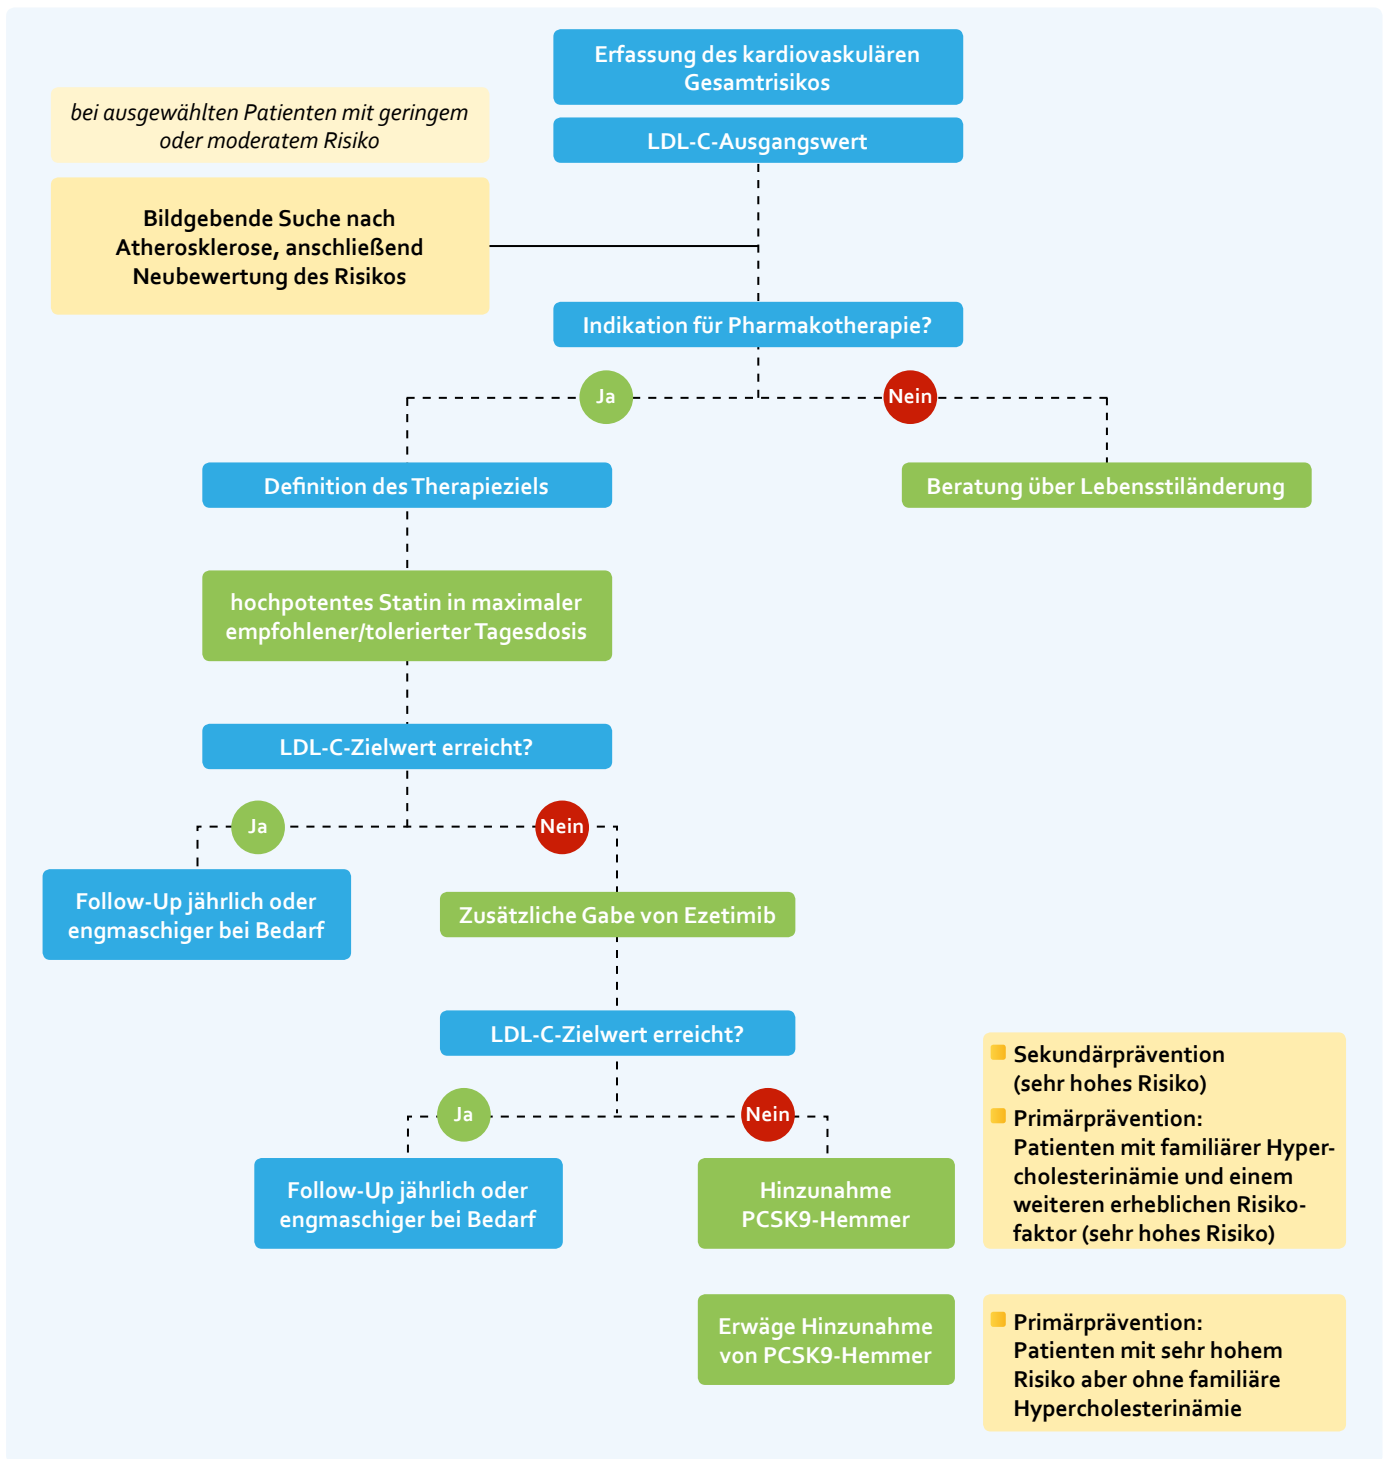 Erfassung des kardiovaskulären
Gesamtrisikos
bei ausgewählten Patienten mit geringem
oder moderatem Risiko
LDL-C-Ausgangswert
Bildgebende Suche nach
Atherosklerose, anschließend
Neubewertung des Risikos
Indikation für Pharmakotherapie?
Ja
Nein
Definition des Therapieziels
Beratung über Lebensstiländerung
hochpotentes Statin in maximaler
empfohlener/tolerierter Tagesdosis
LDL-C-Zielwert erreicht?
Ja
Nein
Follow-Up jährlich oder
engmaschiger bei Bedarf
Zusätzliche Gabe von Ezetimib
LDL-C-Zielwert erreicht?
Ja
Nein
Follow-Up jährlich oder
engmaschiger bei Bedarf
Hinzunahme
PCSK9-Hemmer
Sekundärprävention
(sehr hohes Risiko)
Primärprävention:
Patienten mit familiärer Hyper-
cholesterinämie und einem
weiteren erheblichen Risiko-
faktor (sehr hohes Risiko)
Erwäge Hinzunahme
von PCSK9-Hemmer
Primärprävention:
Patienten mit sehr hohem
Risiko aber ohne familiäre
Hypercholesterinämie